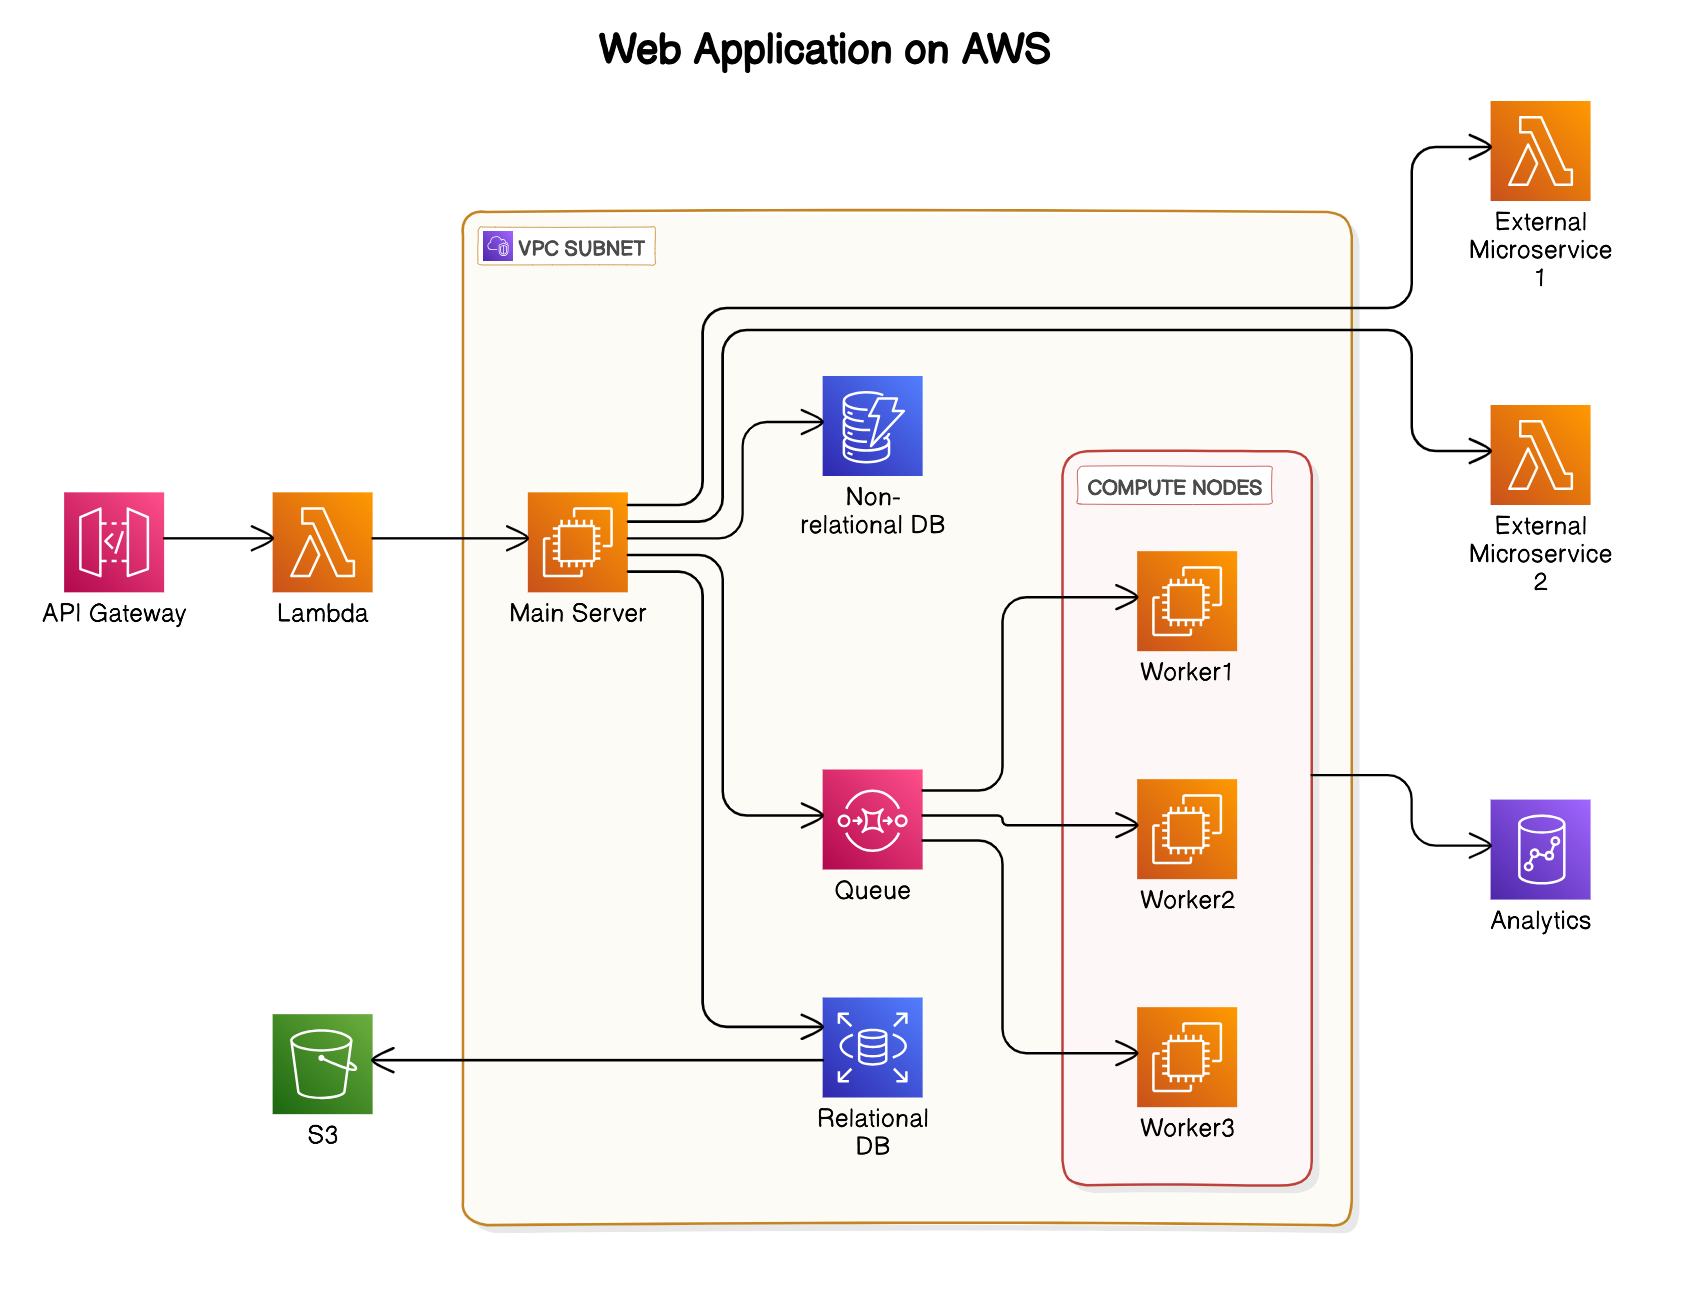 Web Application on AWS
External
Microservice
1
VPC SUBNET
Non-
relational DB
COMPUTE NODES
External
Microservice
2
API Gateway
Lambda
Main Server
Worker1
Queue
Worker2
Analytics
S3
Relational
DB
Worker3